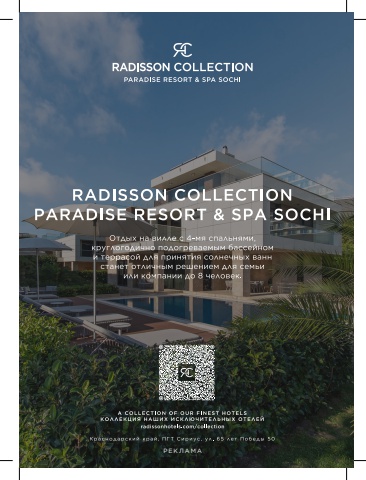 RADISSON COLLECTION
PARADISE RESORT & SPA SOCHI
RADISSON COLLECTION
PARADISE RESORT & SPA SOCHI
Отдых на вилле с 4-мя спальнями,
круглогодично подогреваемым бассейном
и террасой для принятия солнечных ванн
станет отличным решением для семьи
или компании до 8 человек.
A COLLECTION OF OUR FINEST HOTELS
КОЛЛЕКЦИЯ НАШИХ ИСКЛЮЧИТЕЛЬНЫХ ОТЕЛЕЙ
radissonhotels.com/collection
Краснодарский край, ПГТ Сириус, ул. 65 лет Победы 50
РЕКЛАМА